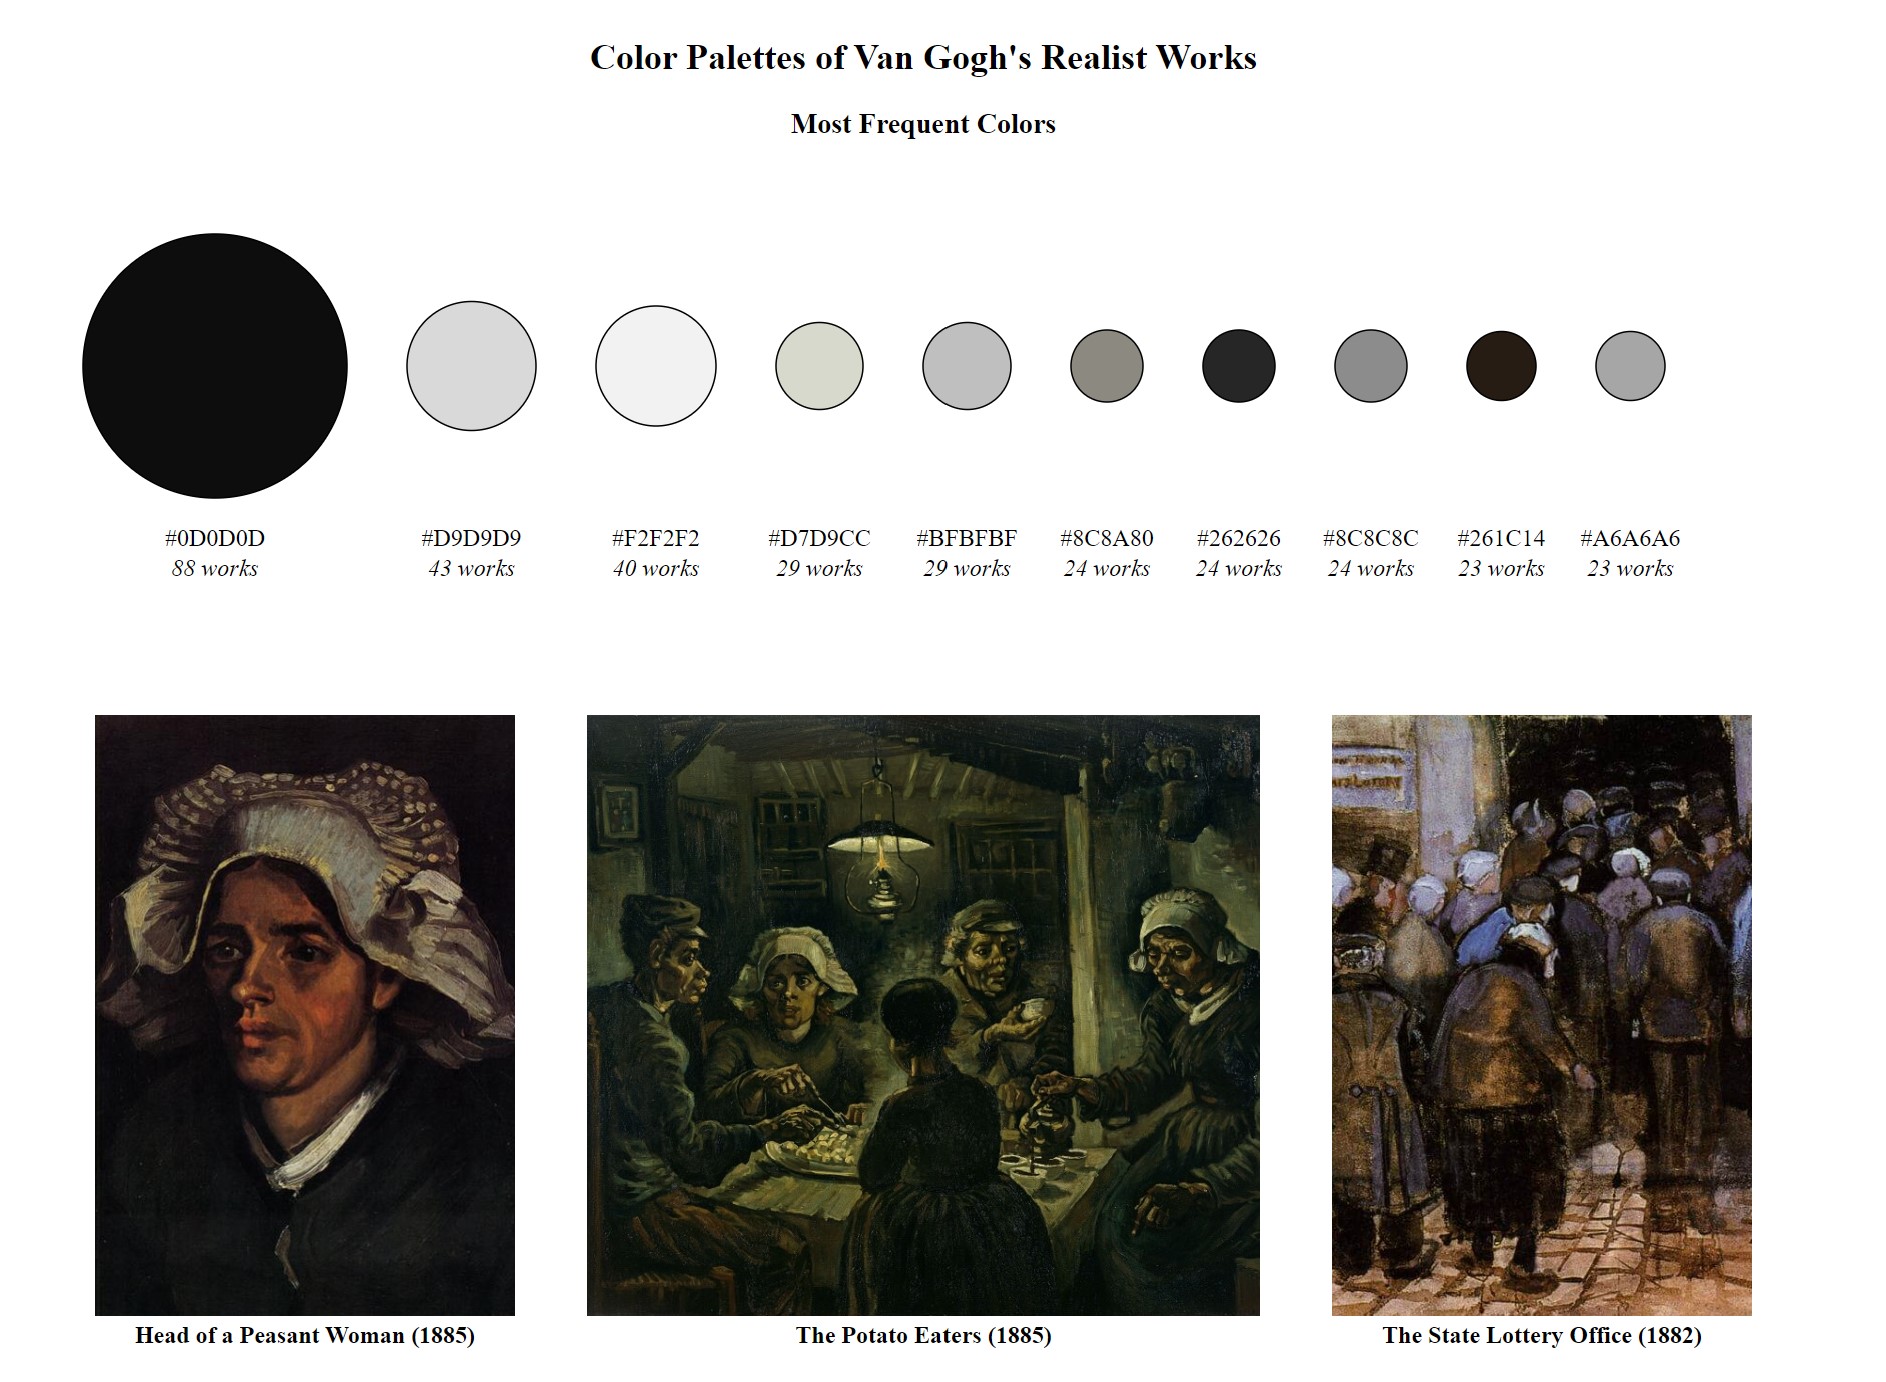 Color Palettes of Van Gogh's Realist Works
Most Frequent Colors
#0D0D0D
88 works
#D9D9D9
43 works
#F2F2F2
40 works
#D7D9CC
29 works
#BFBFBF
29 works
#8C8A80
24 works
#262626
24 works
#8C8C8C
24 works
#261C14
23 works
#A6A6A6
23 works
Head of a Peasant Woman (1885)
The Potato Eaters (1885)
The State Lottery Office (1882)